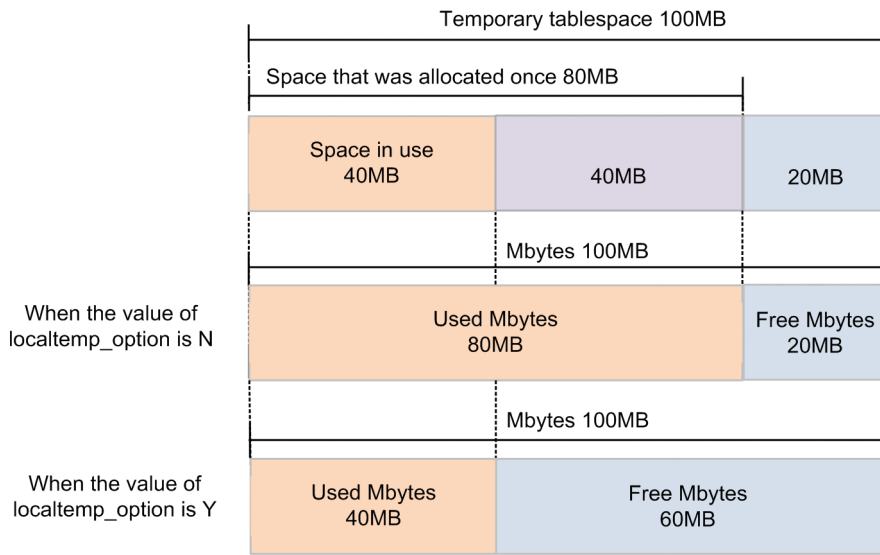 Temporary tablespace 100MB
Space that was allocated once 80MB
Space in use
40MB
40MB
20MB
Mbytes 100MB
When the value of
localtemp_option is N
Used Mbytes
80MB
Free Mbytes
20MB
Mbytes 100MB
When the value of
localtemp_option is Y
Used Mbytes
40MB
Free Mbytes
60MB